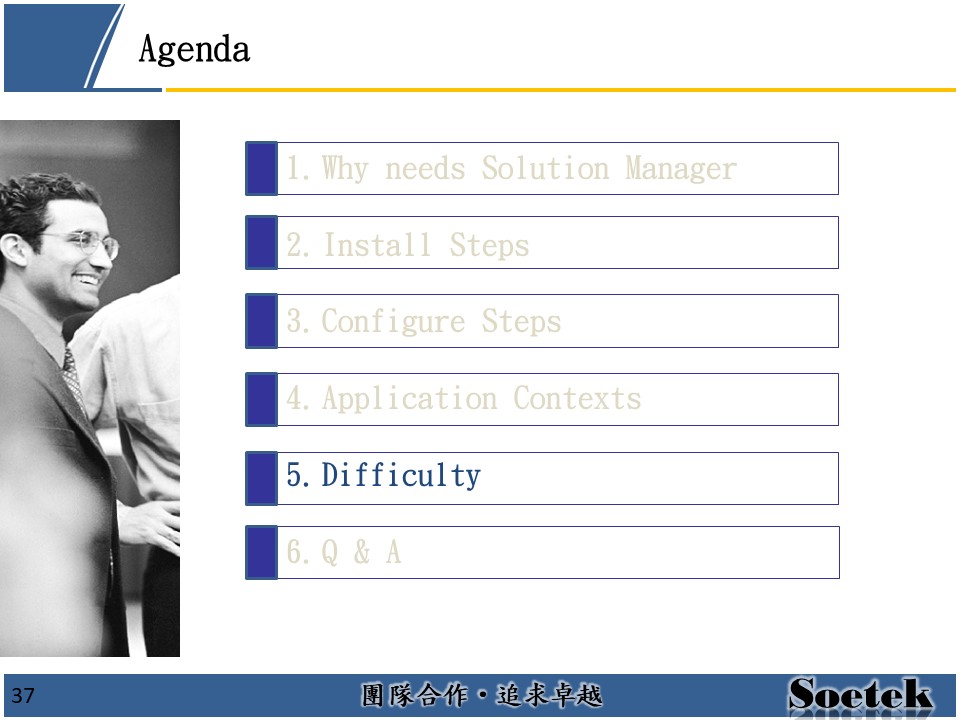 Agenda
1. Why needs Solution Manager
2. Install Steps
3. Configure Steps
4. Application Contexts
5. Difficulty
6. Q & A
37
團隊合作·追求卓越
Soetek